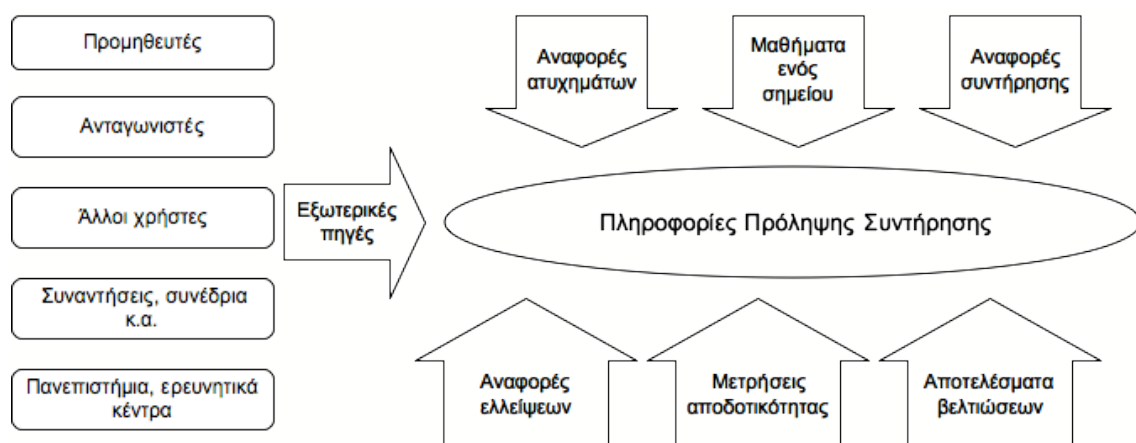 Προμηθευτές
Ανταγωνιστές
Άλλοι χρήστες
Συναντήσεις, συνέδρια
κ.α.
Πανεπιστήμια, ερευνητικά
κέντρα
Εξωτερικές
πηγές
Αναφορές
ατυχημάτων
Μαθήματα
ενός
σημείου
Αναφορές
συντήρησης
Πληροφορίες Πρόληψης Συντήρησης
Αναφορές
ελλείψεων
Μετρήσεις
αποδοτικότητας
Αποτελέσματα
βελτιώσεων